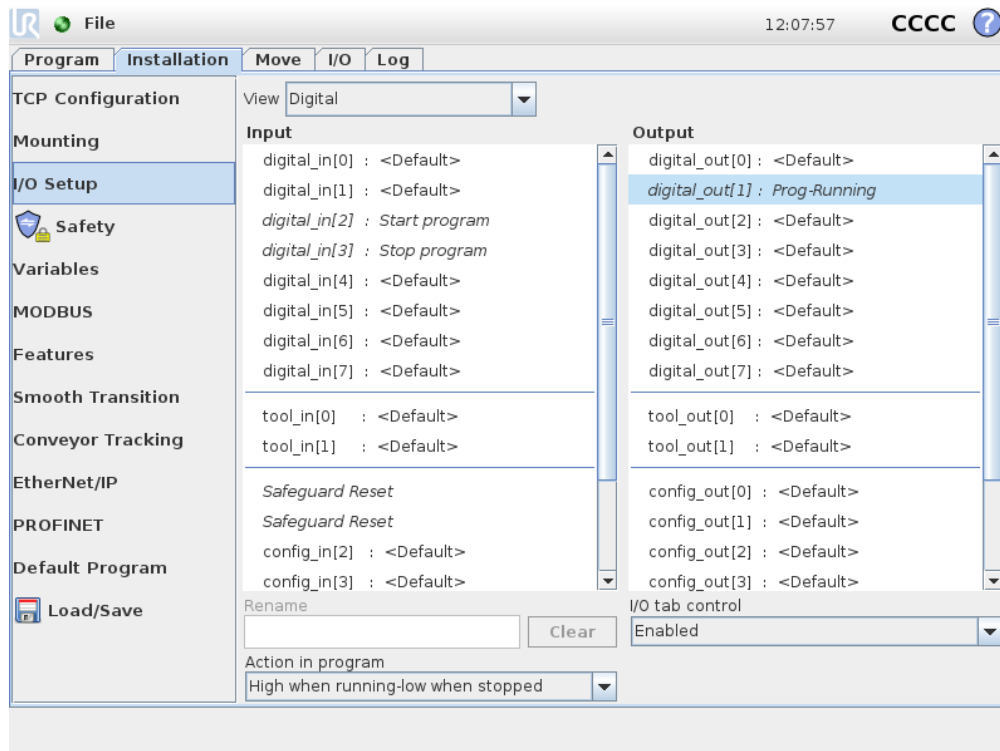 UR File 12:07:57 CCCC ?
Program Installation Move I/O Log
TCP Configuration
Mounting
I/O Setup
Safety
Variables
MODBUS
Features
Smooth Transition
Conveyor Tracking
EtherNet/IP
PROFINET
Default Program
Load/Save
View Digital
Input
digital_in[0] : <Default>
digital_in[1] : <Default>
digital_in[2] : Start program
digital_in[3] : Stop program
digital_in[4] : <Default>
digital_in[5] : <Default>
digital_in[6] : <Default>
digital_in[7] : <Default>
tool_in[0] : <Default>
tool_in[1] : <Default>
Safeguard Reset
Safeguard Reset
config_in[2] : <Default>
config_in[3] : <Default>
Rename
Clear
Action in program
High when running-low when stopped
Output
digital_out[0] : <Default>
digital_out[1] : Prog-Running
digital_out[2] : <Default>
digital_out[3] : <Default>
digital_out[4] : <Default>
digital_out[5] : <Default>
digital_out[6] : <Default>
digital_out[7] : <Default>
tool_out[0] : <Default>
tool_out[1] : <Default>
config_out[0] : <Default>
config_out[1] : <Default>
config_out[2] : <Default>
config_out[3] : <Default>
I/O tab control
Enabled